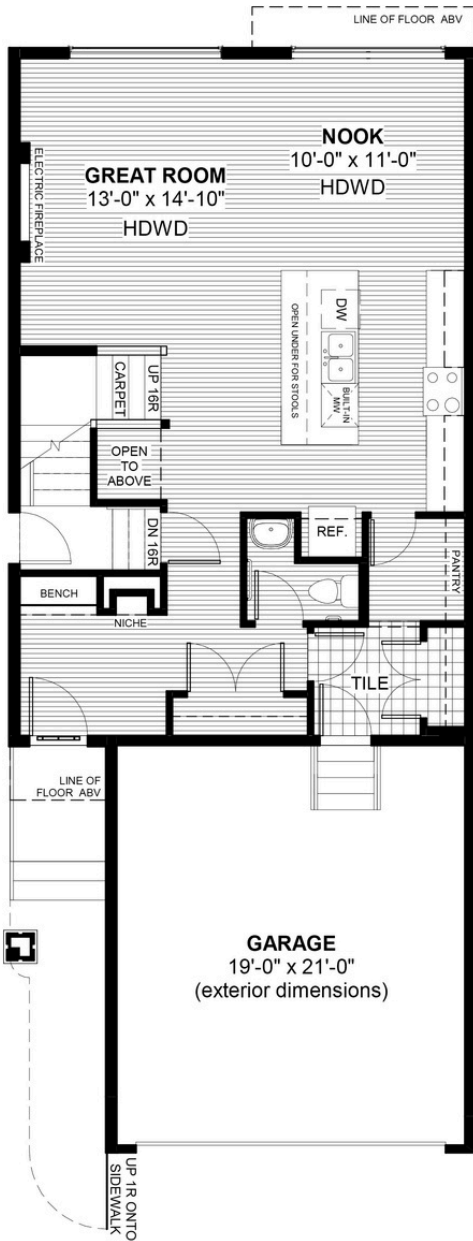 LINE OF FLOOR ABV
NOOK
10'-0" x 11'-0"
HDWD
GREAT ROOM
13'-0" x 14'-10"
HDWD
ELECTRIC FIREPLACE
OPEN UNDER FOR STOOLS
DW
BUILT-IN
MW
UP 16R
CARPET
OPEN
TO
ABOVE
DN 16R
REF.
PANTRY
BENCH
NICHE
TILE
LINE OF
FLOOR ABV
GARAGE
19'-0" x 21'-0"
(exterior dimensions)
UP 1R ONTO
SIDEWALK